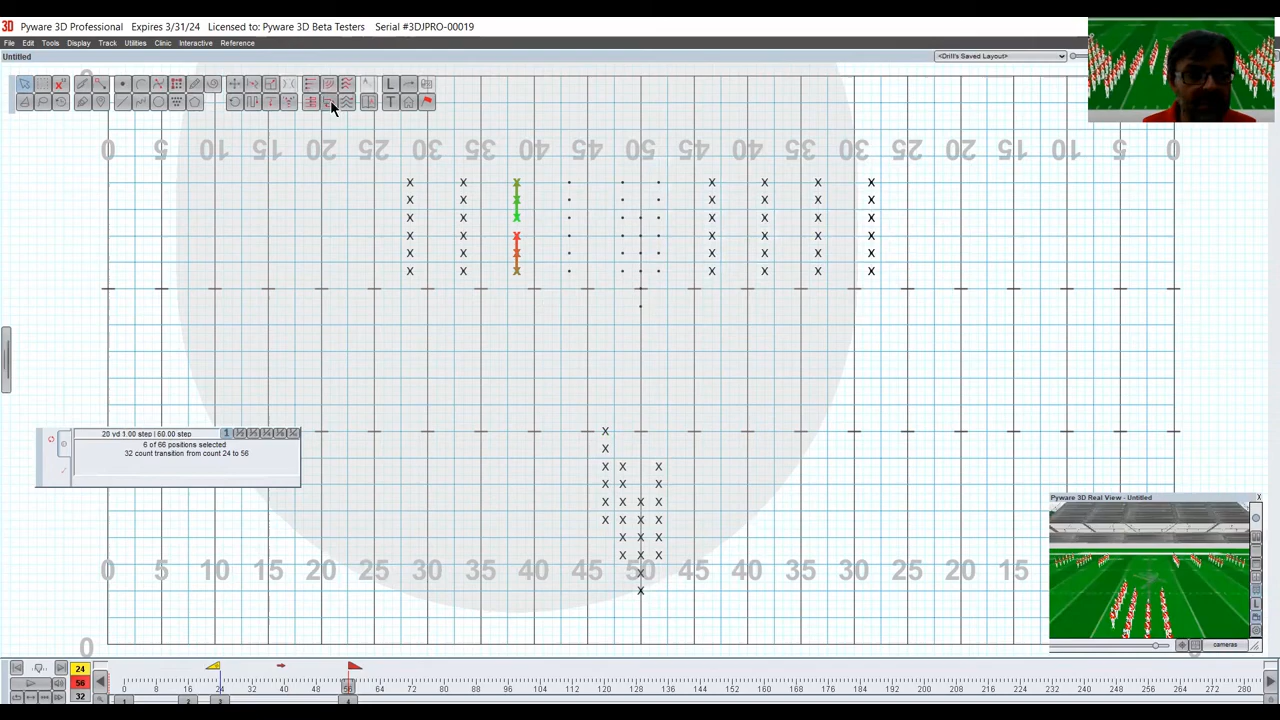 3D Pyware 3D Professional Expires 3/31/24 Licensed to: Pyware 3D Beta Testers Serial #3DJPRO-00019
File Edit Tools Display Track Utilities Clinic Interactive Reference
Untitled
<Drill's Saved Layout>
0 5 10 15 20 25 30 35 40 45 50 45 40 35 30 25 20 15 10 5 0
20 yd 1.00 step | 60.00 step
6 of 66 positions selected
32 count transition from count 24 to 56
Pyware 3D Real View - Untitled
0 5 10 15 20 25 30 35 40 45 50 45 40 35 30 25 20 15
cameras
24
56
32
0 8 16 24 32 40 48 56 64 72 80 88 96 104 112 120 128 136 144 152 160 168 176 184 192 200 208 216 224 232 240 248 256 264 272 280
1 2 3 4